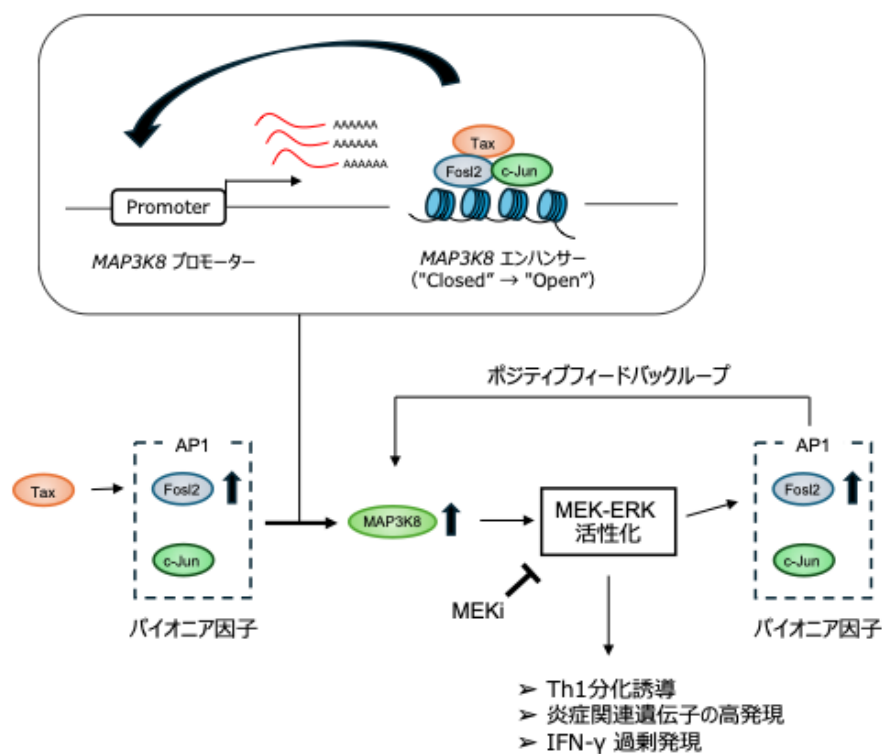 AAAAAA
AAAAAA
AAAAAA
Tax
Fosl2
c-Jun
Promoter
MAP3K8 プロモーター
MAP3K8 エンハンサー
("Closed" → "Open")
ポジティブフィードバックループ
AP1
AP1
Tax
Fosl2
MAP3K8
MEK-ERK
活性化
Fosl2
c-Jun
c-Jun
MEKi
パイオニア因子
パイオニア因子
➢ Th1分化誘導
➢ 炎症関連遺伝子の高発現
➢ IFN-γ 過剰発現